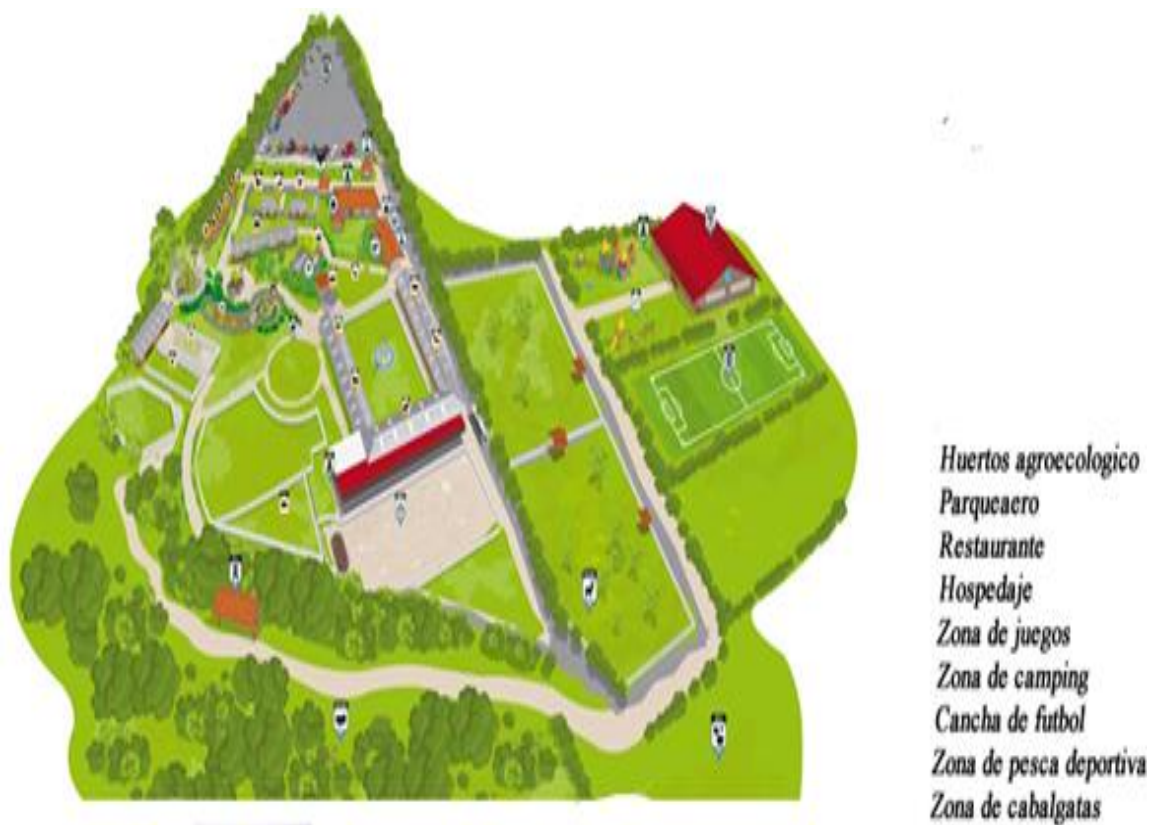 Huertos agroecologico
Parqueaero
Restaurante
Hospedaje
Zona de juegos
Zona de camping
Cancha de futbol
Zona de pesca deportiva
Zona de cabalgatas